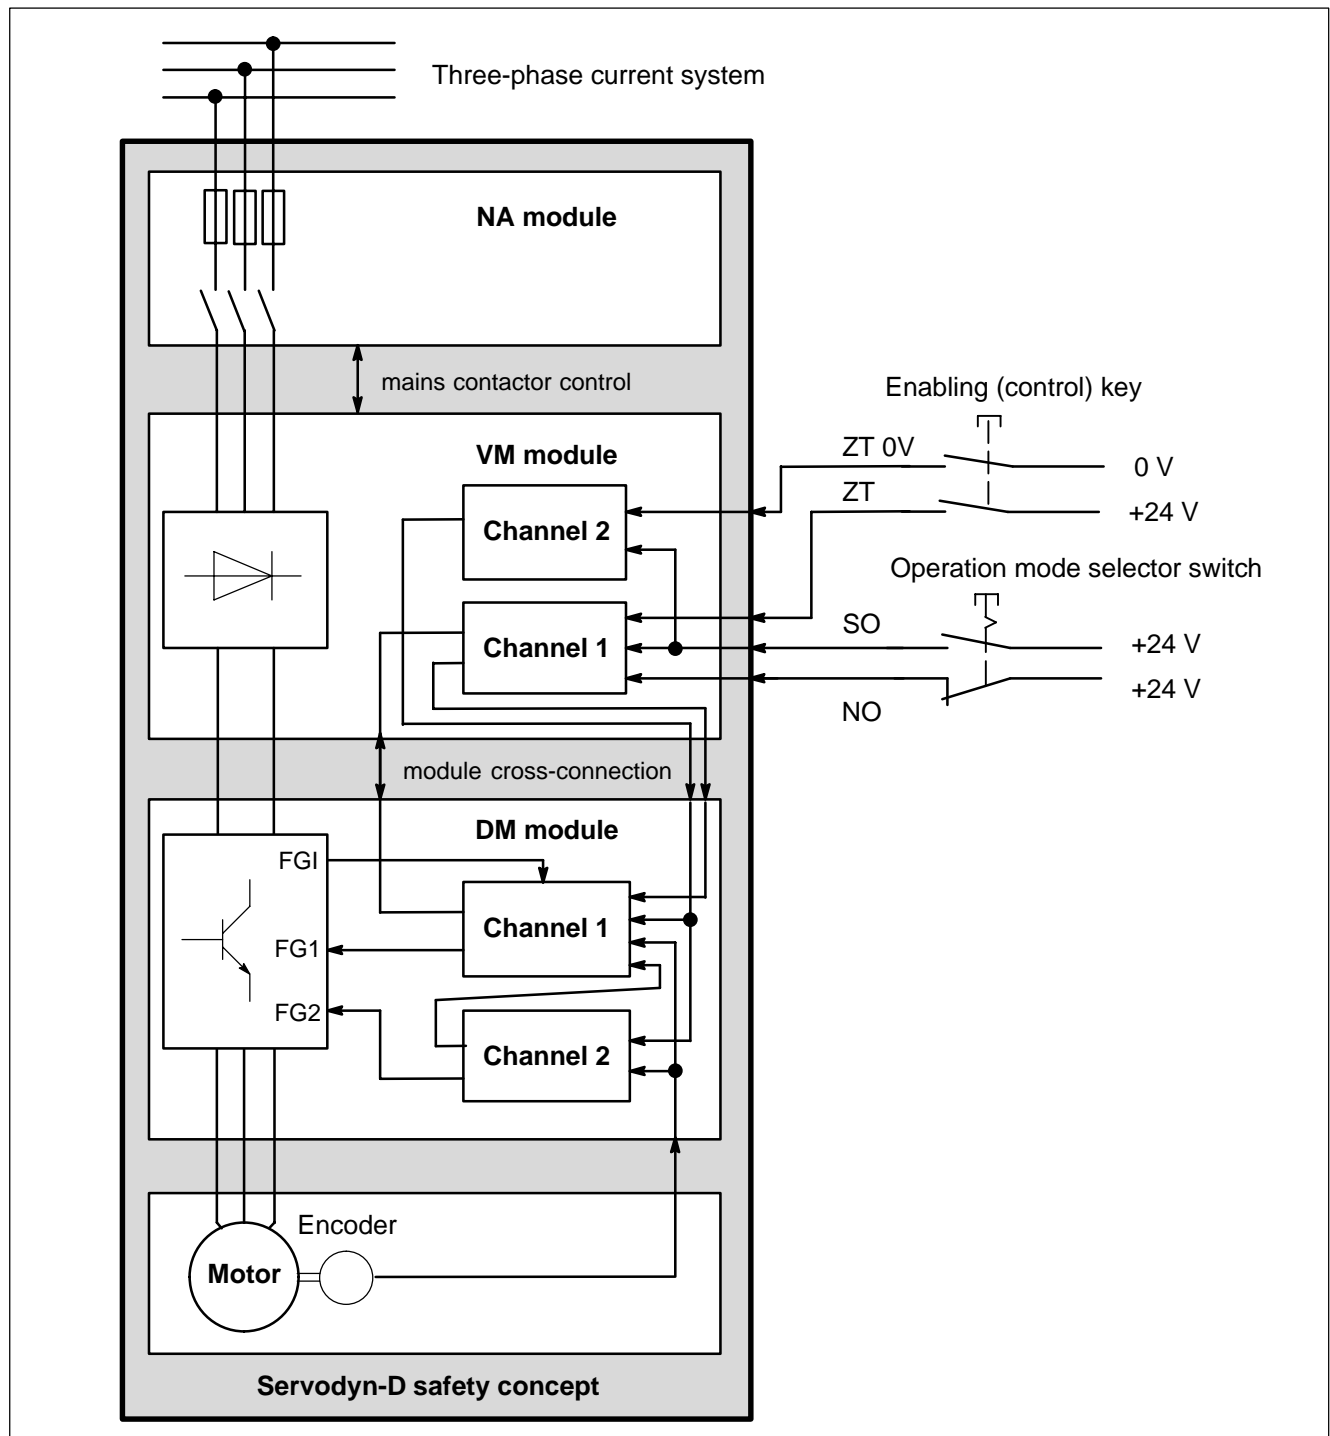 Three-phase current system
NA module
mains contactor control
Enabling (control) key
ZT 0V
0 V
ZT
+24 V
VM module
Channel 2
Operation mode selector switch
Channel 1
SO
+24 V
+24 V
NO
module cross-connection
DM module
FGI
Channel 1
FG1
FG2
Channel 2
Encoder
Motor
Servodyn-D safety concept